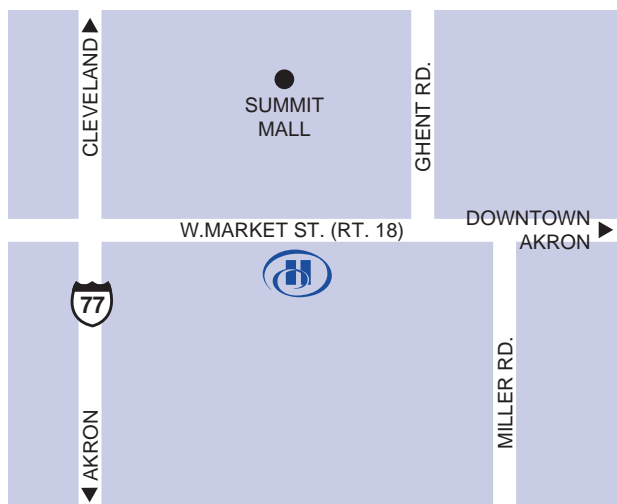 CLEVELAND
SUMMIT
MALL
GHENT RD.
W.MARKET ST. (RT. 18)
DOWNTOWN
AKRON
H
77
MILLER RD.
AKRON